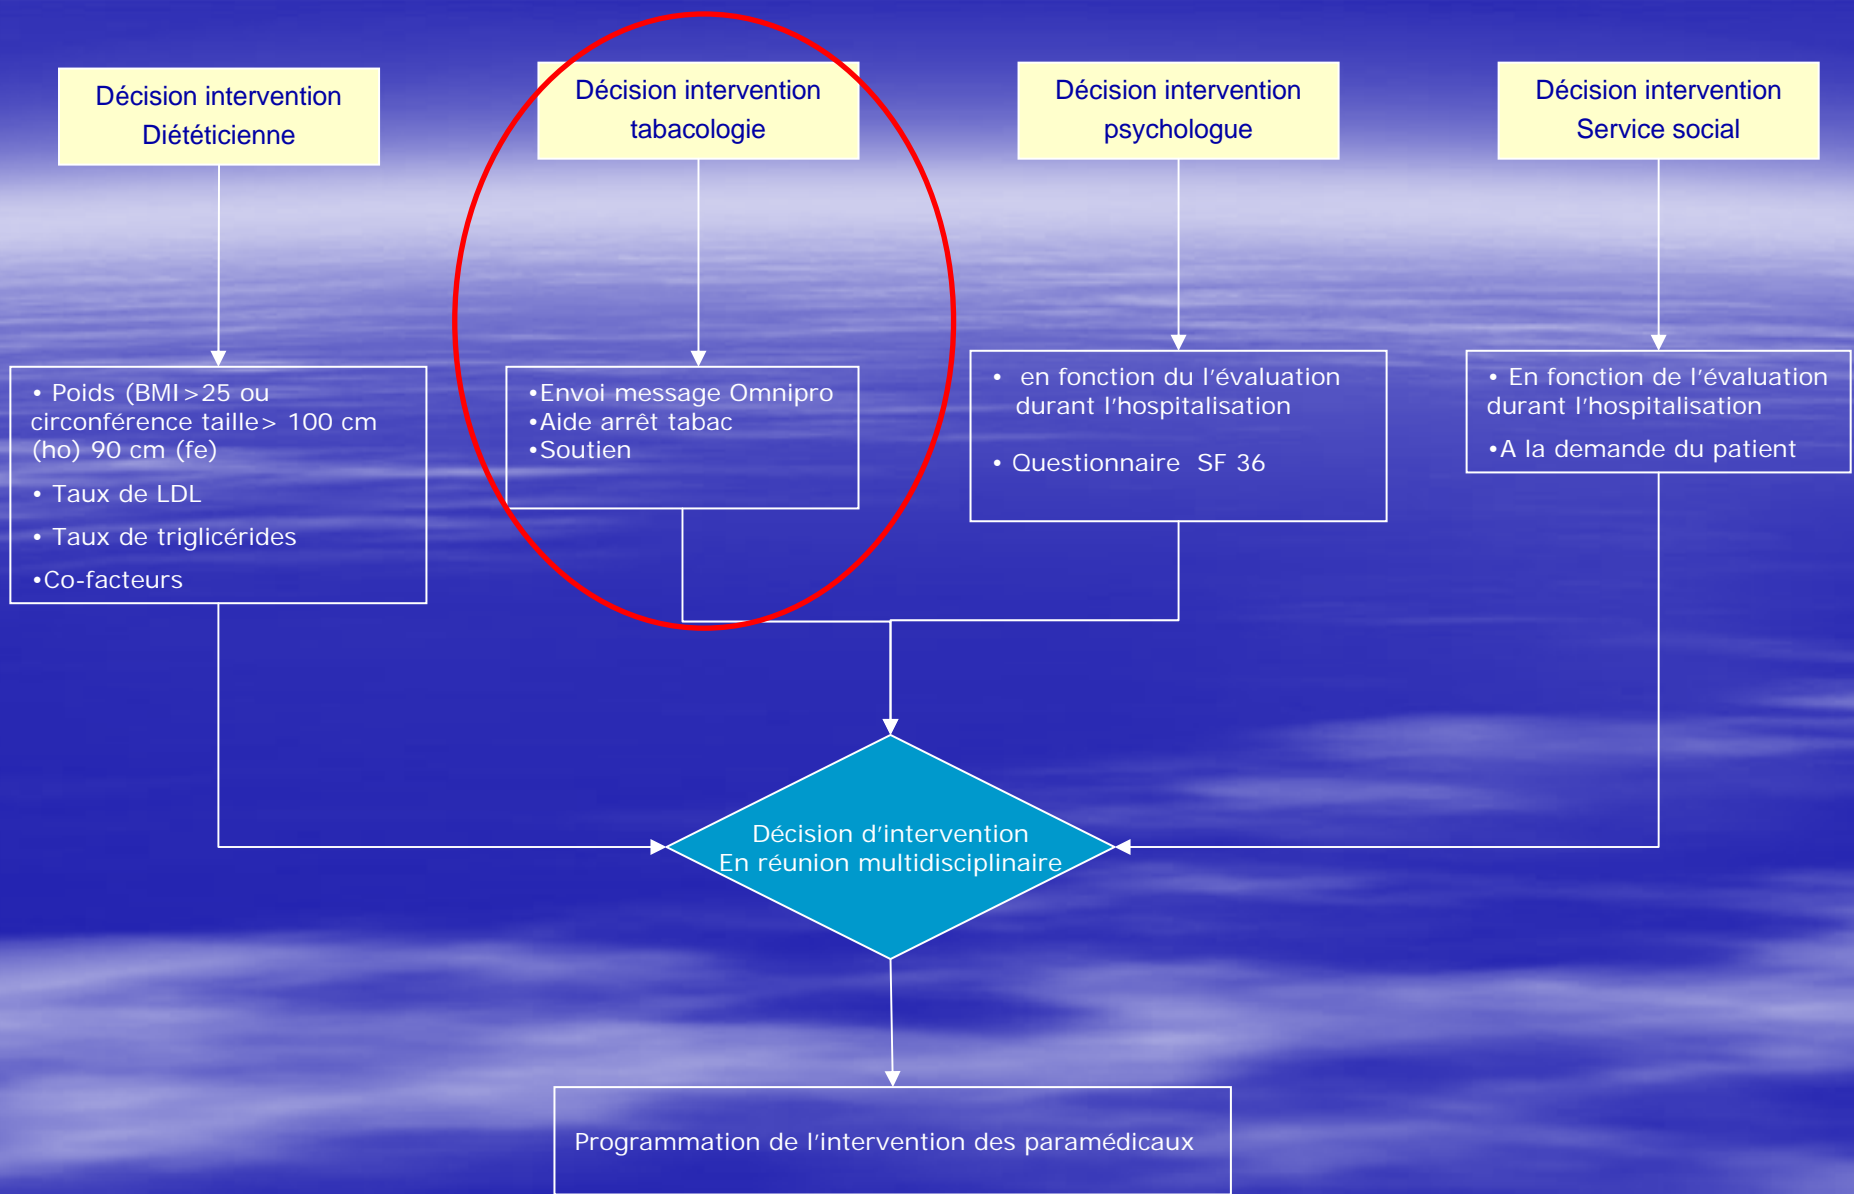 Décision intervention
Diététicienne
Décision intervention
tabacologie
Décision intervention
psychologue
Décision intervention
Service social
• Poids (BMI>25 ou
circonférence taille> 100 cm
(ho) 90 cm (fe)
• Taux de LDL
• Taux de triglicérides
•Co-facteurs
•Envoi message Omnipro
•Aide arrêt tabac
•Soutien
• en fonction du l'évaluation
durant l'hospitalisation
• Questionnaire SF 36
• En fonction de l'évaluation
durant l'hospitalisation
•A la demande du patient
Décision d'intervention
En réunion multidisciplinaire
Programmation de l'intervention des paramédicaux